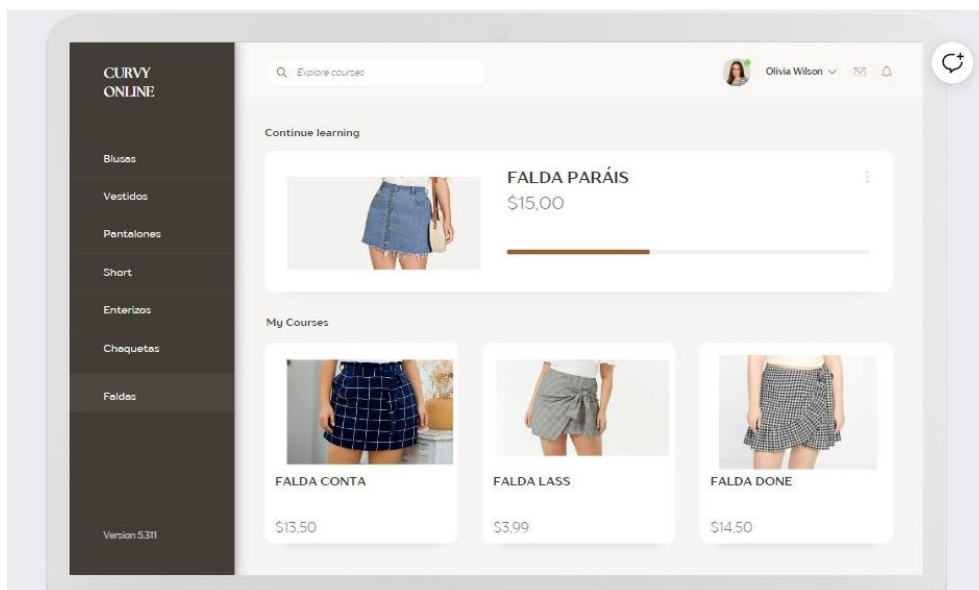 CURVY
ONLINE
Explore courses
Olivia Wilson
Continue learning
Blusas
Vestidos
Pantalones
Short
Enterizos
Chaquetas
Faldas
Version 5.311
FALDA PARÁIS
$15,00
My Courses
FALDA CONTA
$13,50
FALDA LASS
$3,99
FALDA DONE
$14,50